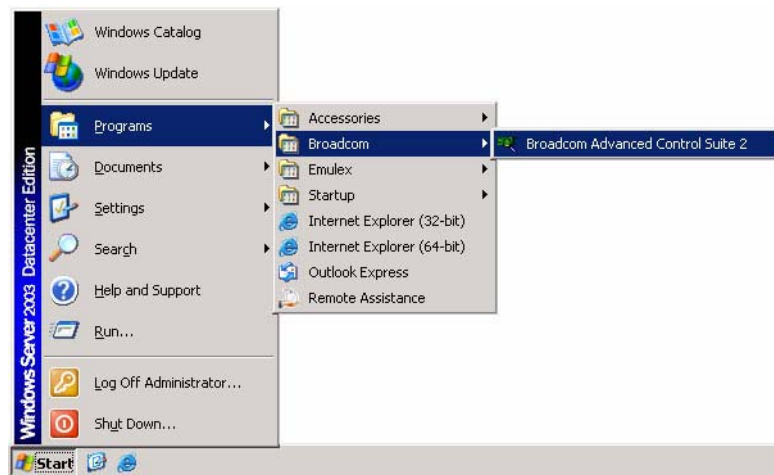 Windows Catalog
Windows Update
Programs
Documents
Settings
Search
Help and Support
Run...
Log Off Administrator...
Shut Down...
Windows Server 2003 Datacenter Edition
Accessories
Broadcom
Emulex
Startup
Internet Explorer (32-bit)
Internet Explorer (64-bit)
Outlook Express
Remote Assistance
Broadcom Advanced Control Suite 2
Start